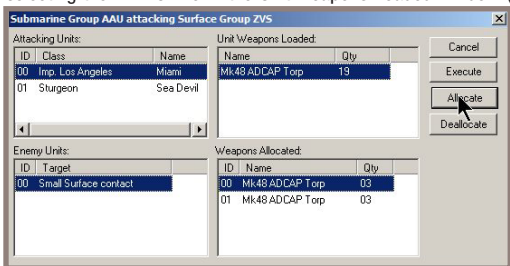 Submarine Group AAU attacking Surface Group ZVS
Attacking Units:
ID Class Name
00 Imp. Los Angeles Miami
01 Sturgeon Sea Devil
Unit Weapons Loaded:
Name Qty
Mk48 ADCAP Torp 19
Cancel
Execute
Allocate
Deallocate
Enemy Units:
ID Target
00 Small Surface contact
Weapons Allocated:
ID Name Qty
00 Mk48 ADCAP Torp 03
01 Mk48 ADCAP Torp 03